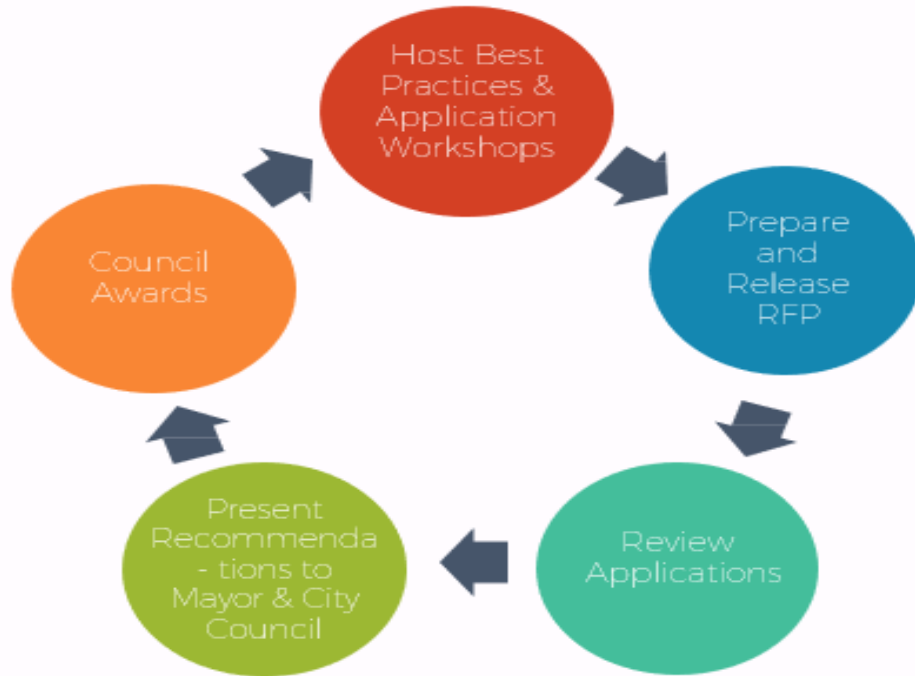 Host Best
Practices &
Application
Workshops
Prepare
and
Release
RFP
Review
Applications
Present
Recommenda
- tions to
Mayor & City
Council
Council
Awards